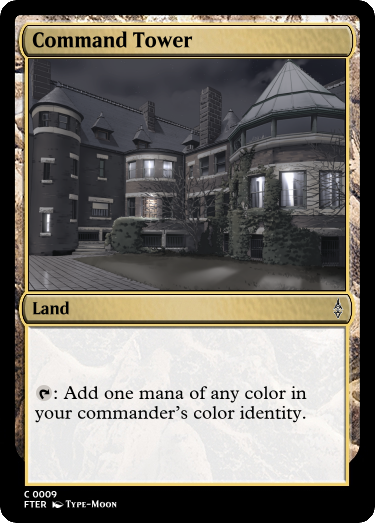 Command Tower
Land
: Add one mana of any color in
your commander's color identity.
C 0009
FTER Type-Moon